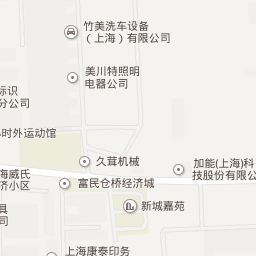 竹美洗车设备
（上海）有限公司
美川特照明
电器公司
标识
分公司
小时外运动馆
久茸机械
加能(上海)科
技股份有限公
海威氏
济小区
富民仓桥经济城
新城嘉苑
具
司
上海康泰印务